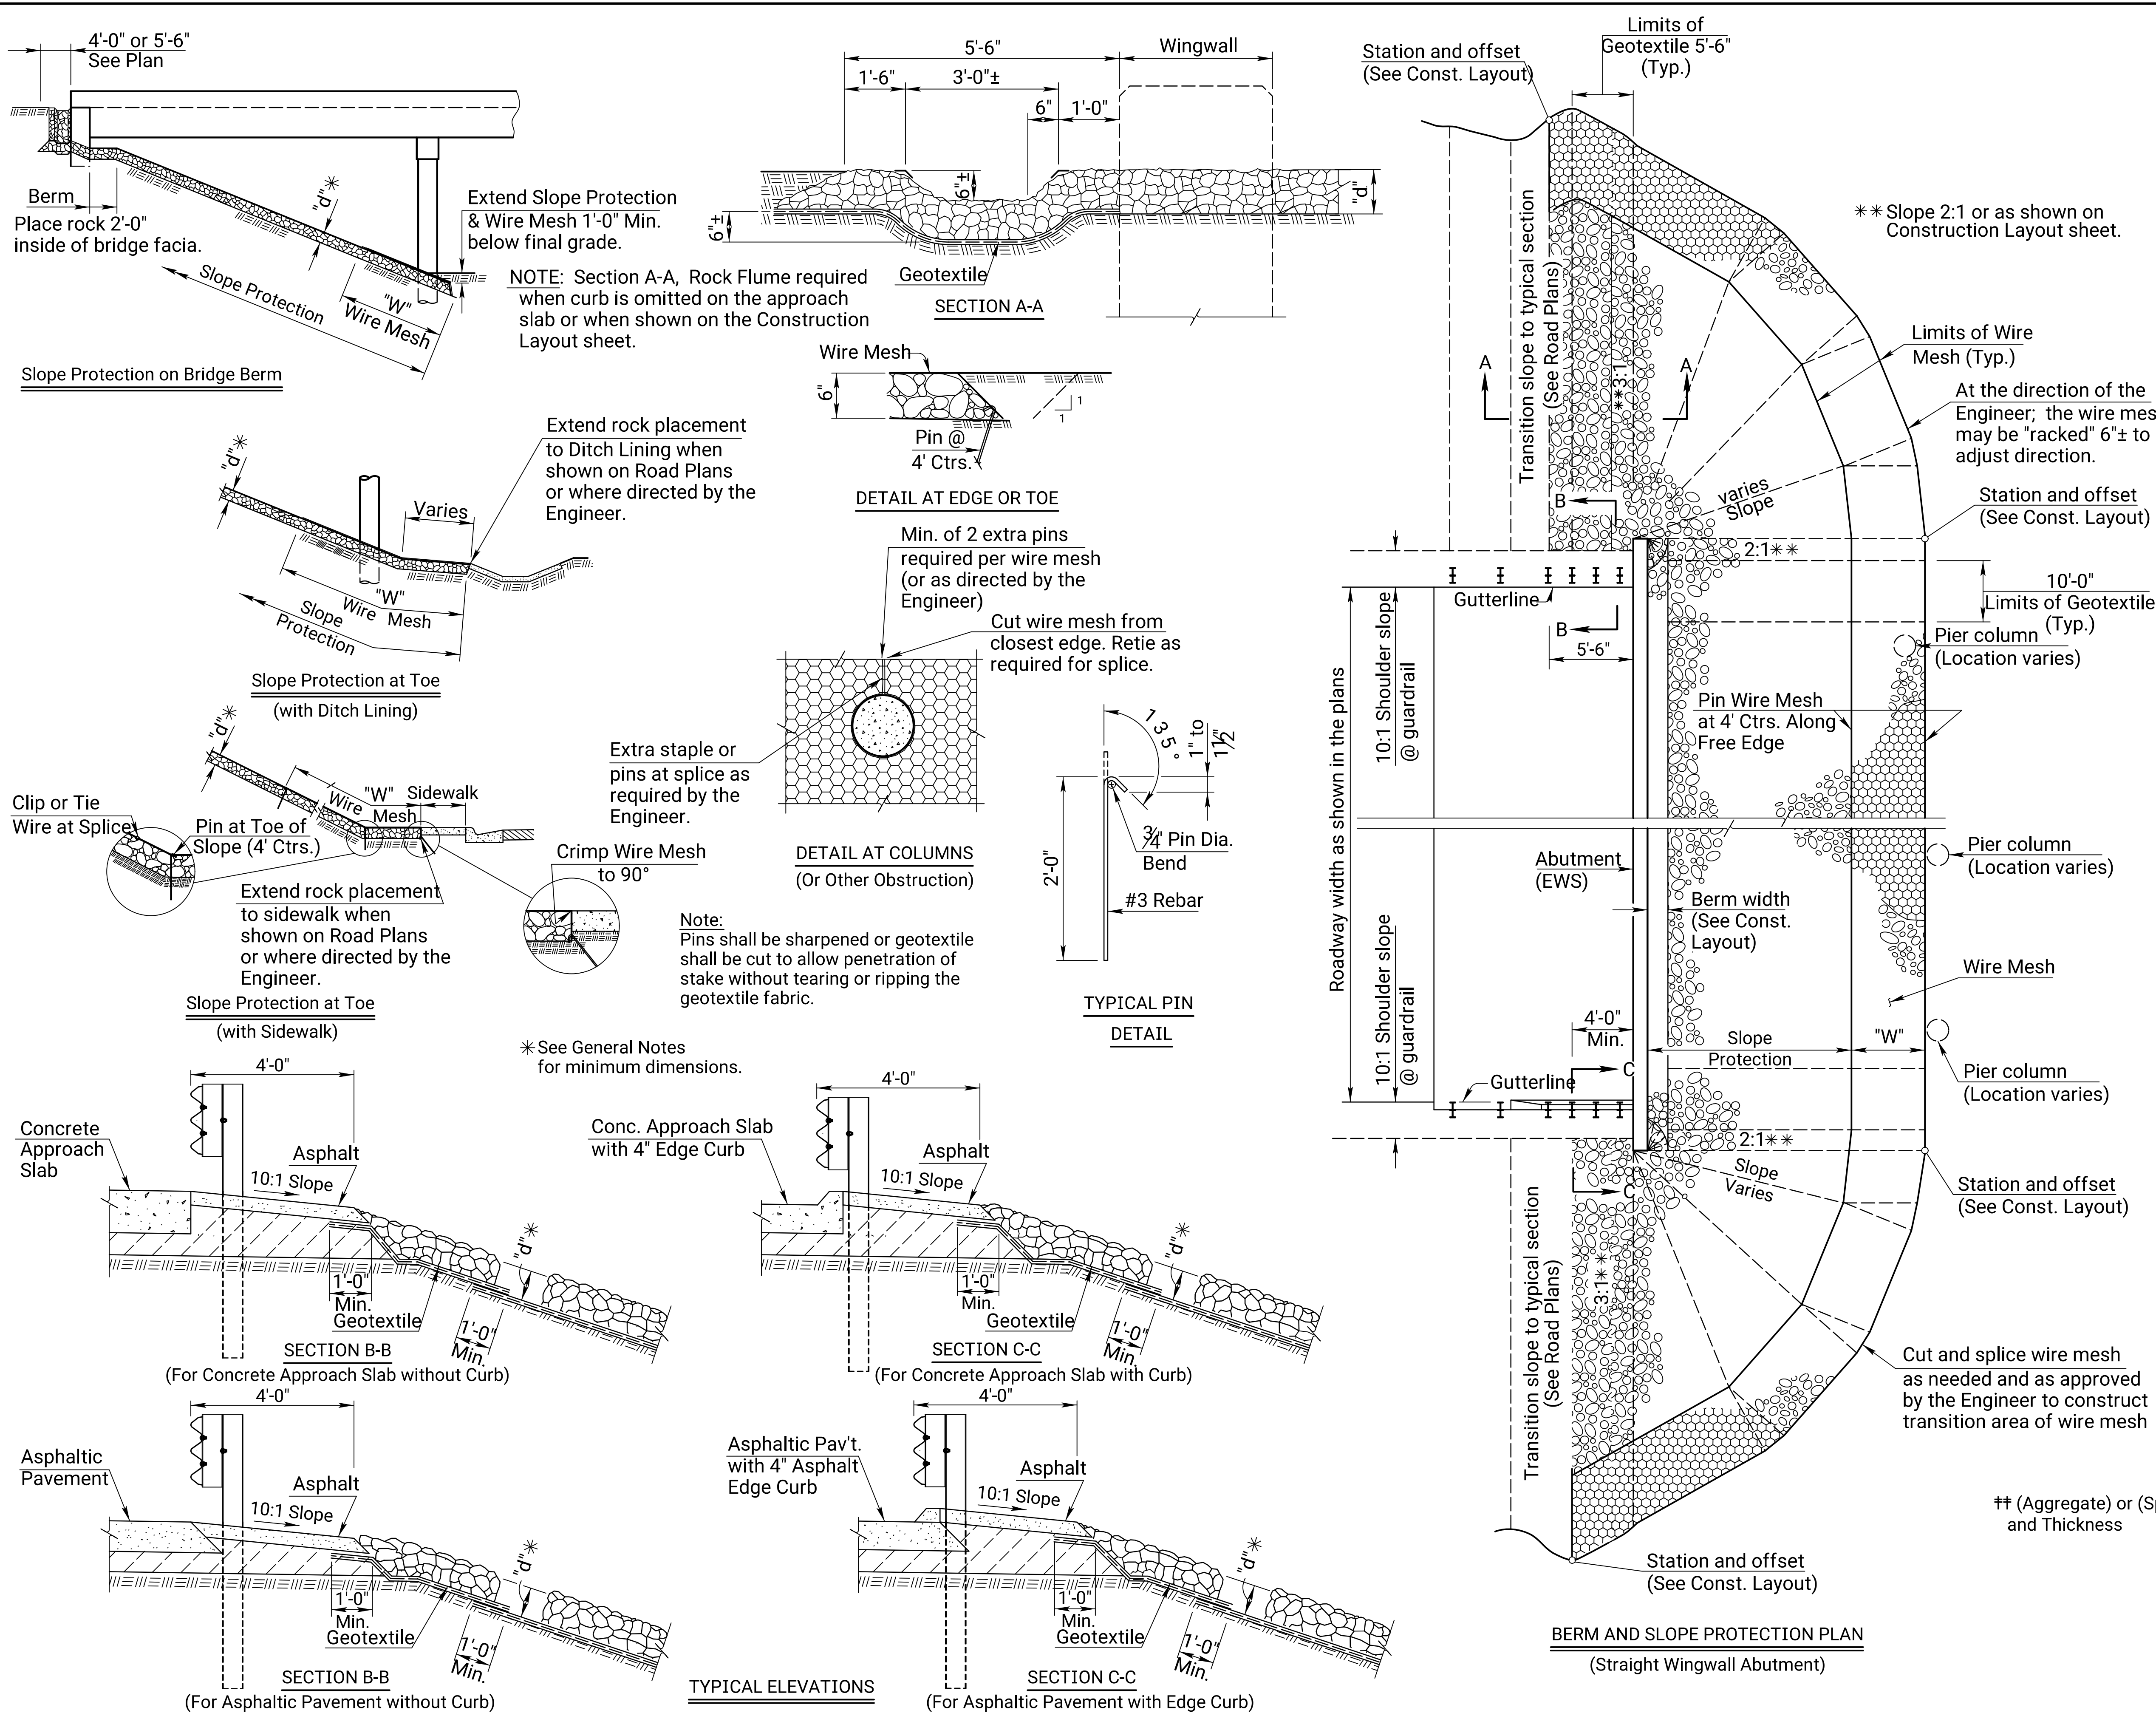 4'-0" or 5'-6"
See Plan
Berm
Place rock 2'-0"
inside of bridge facia.
"d"✳
Extend Slope Protection
& Wire Mesh 1'-0" Min.
below final grade.
Slope Protection
"W"
Wire Mesh
Slope Protection on Bridge Berm
NOTE: Section A-A, Rock Flume required
when curb is omitted on the approach
slab or when shown on the Construction
Layout sheet.
5'-6"
Wingwall
1'-6"
3'-0"±
6"
1'-0"
6"±
6"±
"d"
Geotextile
SECTION A-A
Wire Mesh
6"
1
1
Pin @
4' Ctrs.
DETAIL AT EDGE OR TOE
"d"✳
Varies
Extend rock placement
to Ditch Lining when
shown on Road Plans
or where directed by the
Engineer.
"W"
Wire Mesh
Slope
Protection
Slope Protection at Toe
(with Ditch Lining)
Min. of 2 extra pins
required per wire mesh
(or as directed by the
Engineer)
Cut wire mesh from
closest edge. Retie as
required for splice.
Extra staple or
pins at splice as
required by the
Engineer.
DETAIL AT COLUMNS
(Or Other Obstruction)
"d"✳
"W"
Sidewalk
Wire
Mesh
Clip or Tie
Wire at Splice
Pin at Toe of
Slope (4' Ctrs.)
Extend rock placement
to sidewalk when
shown on Road Plans
or where directed by the
Engineer.
Crimp Wire Mesh
to 90°
Slope Protection at Toe
(with Sidewalk)
Note:
Pins shall be sharpened or geotextile
shall be cut to allow penetration of
stake without tearing or ripping the
geotextile fabric.
135°
1" to
1 1/2"
3/4" Pin Dia.
Bend
2'-0"
#3 Rebar
TYPICAL PIN
DETAIL
✳ See General Notes
for minimum dimensions.
4'-0"
Concrete
Approach
Slab
Asphalt
10:1 Slope
"d"✳
1'-0"
Min.
Geotextile
1'-0"
Min.
SECTION B-B
(For Concrete Approach Slab without Curb)
4'-0"
Conc. Approach Slab
with 4" Edge Curb
Asphalt
10:1 Slope
"d"✳
1'-0"
Min.
Geotextile
1'-0"
Min.
SECTION C-C
(For Concrete Approach Slab with Curb)
4'-0"
Asphaltic
Pavement
Asphalt
10:1 Slope
"d"✳
1'-0"
Min.
Geotextile
1'-0"
Min.
SECTION B-B
(For Asphaltic Pavement without Curb)
4'-0"
Asphaltic Pav't.
with 4" Asphalt
Edge Curb
Asphalt
10:1 Slope
"d"✳
1'-0"
Min.
Geotextile
1'-0"
Min.
SECTION C-C
(For Asphaltic Pavement with Edge Curb)
TYPICAL ELEVATIONS
Station and offset
(See Const. Layout)
Limits of
Geotextile 5'-6"
(Typ.)
✳✳ Slope 2:1 or as shown on
Construction Layout sheet.
Transition slope to typical section
(See Road Plans)
✳✳3:1
A
A
Limits of Wire
Mesh (Typ.)
At the direction of the
Engineer; the wire mes
may be "racked" 6"± to
adjust direction.
varies
Slope
B
Station and offset
(See Const. Layout)
2:1✳✳
Gutterline
B
5'-6"
10'-0"
Limits of Geotextile
(Typ.)
Pier column
(Location varies)
10:1 Shoulder slope
@ guardrail
Roadway width as shown in the plans
Pin Wire Mesh
at 4' Ctrs. Along
Free Edge
Abutment
(EWS)
Pier column
(Location varies)
Berm width
(See Const.
Layout)
Wire Mesh
10:1 Shoulder slope
@ guardrail
4'-0"
Min.
Slope
Protection
"W"
C
Gutterline
Pier column
(Location varies)
2:1✳✳
Slope
Varies
C
Station and offset
(See Const. Layout)
Transition slope to typical section
(See Road Plans)
3:1✳✳
Cut and splice wire mesh
as needed and as approved
by the Engineer to construct
transition area of wire mesh
‡‡ (Aggregate) or (S
and Thickness
Station and offset
(See Const. Layout)
BERM AND SLOPE PROTECTION PLAN
(Straight Wingwall Abutment)